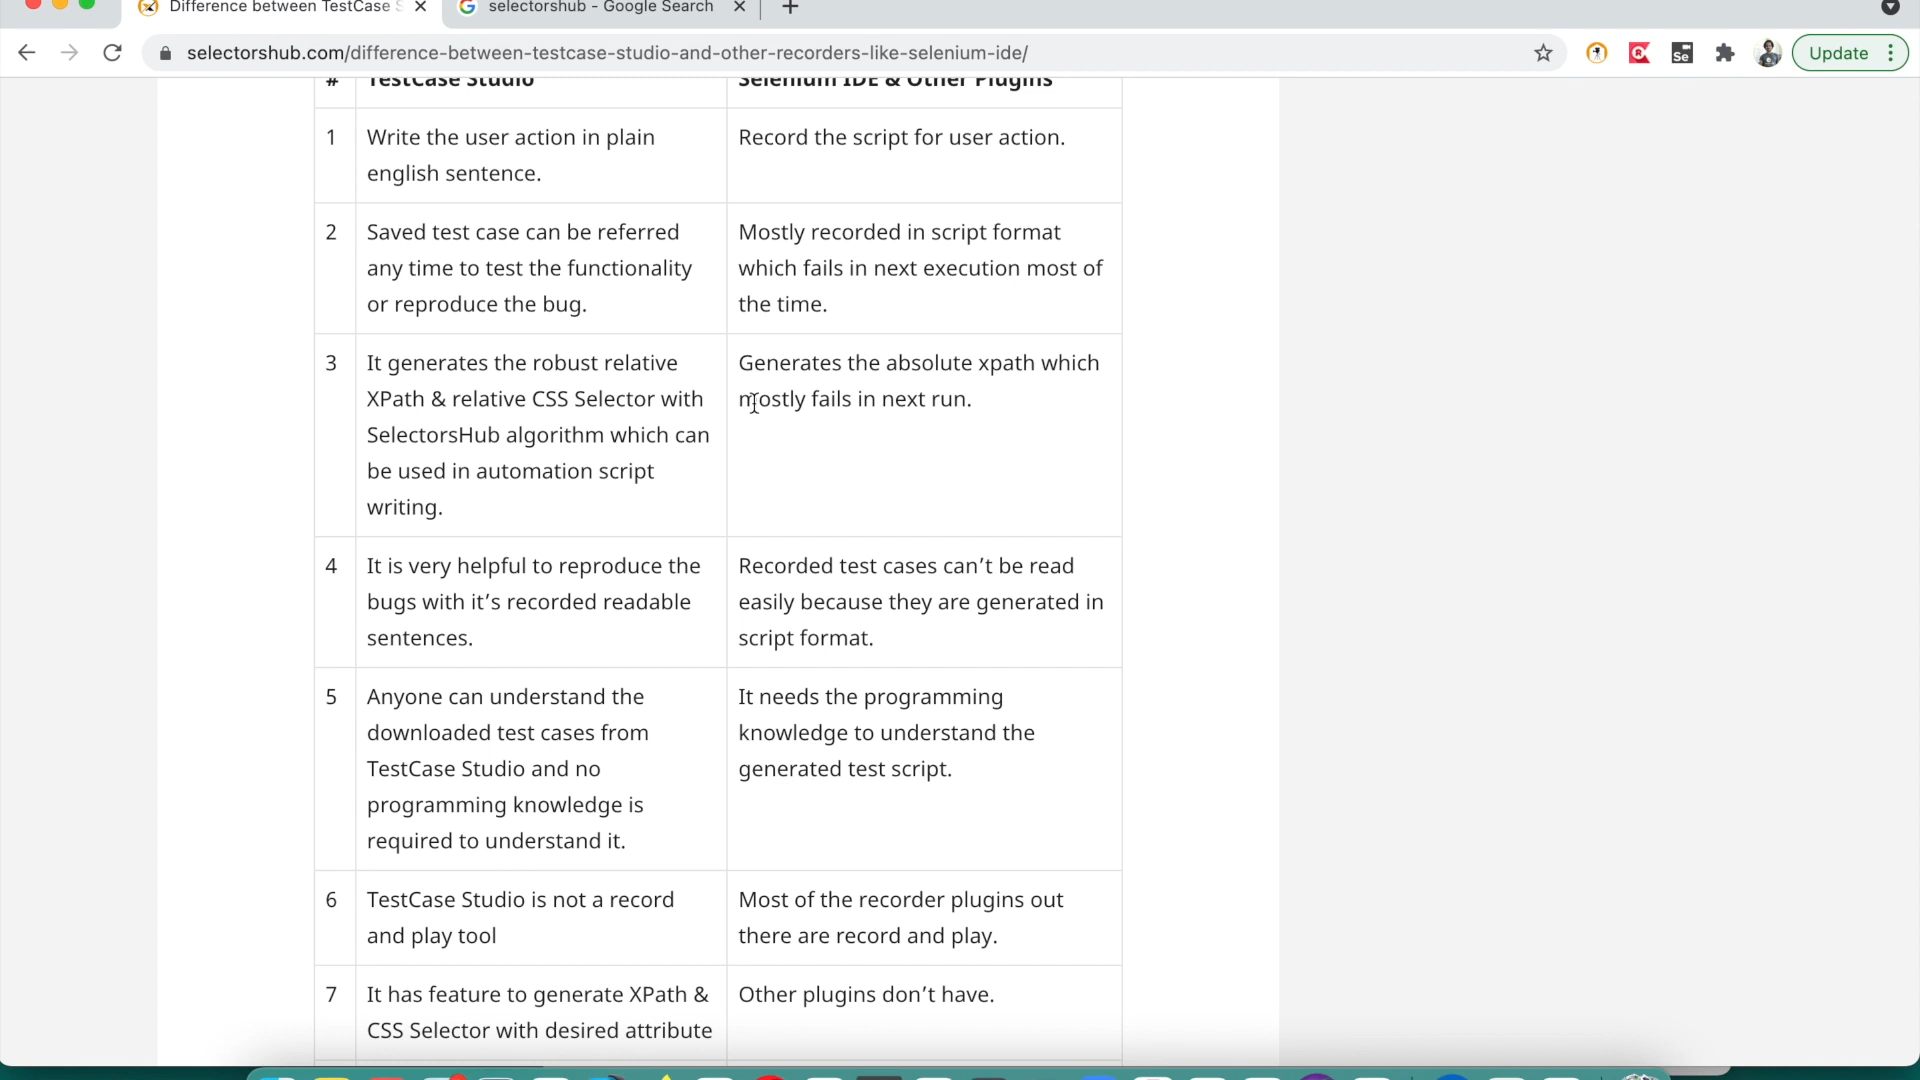 Difference between TestCase S
selectorshub - Google Search
selectorshub.com/difference-between-testcase-studio-and-other-recorders-like-selenium-ide/
Update
# TestCase Studio Selenium IDE & Other Plugins
1 Write the user action in plain
english sentence.
Record the script for user action.
2 Saved test case can be referred
any time to test the functionality
or reproduce the bug.
Mostly recorded in script format
which fails in next execution most of
the time.
3 It generates the robust relative
XPath & relative CSS Selector with
SelectorsHub algorithm which can
be used in automation script
writing.
Generates the absolute xpath which
mostly fails in next run.
4 It is very helpful to reproduce the
bugs with it’s recorded readable
sentences.
Recorded test cases can’t be read
easily because they are generated in
script format.
5 Anyone can understand the
downloaded test cases from
TestCase Studio and no
programming knowledge is
required to understand it.
It needs the programming
knowledge to understand the
generated test script.
6 TestCase Studio is not a record
and play tool
Most of the recorder plugins out
there are record and play.
7 It has feature to generate XPath &
CSS Selector with desired attribute
Other plugins don’t have.